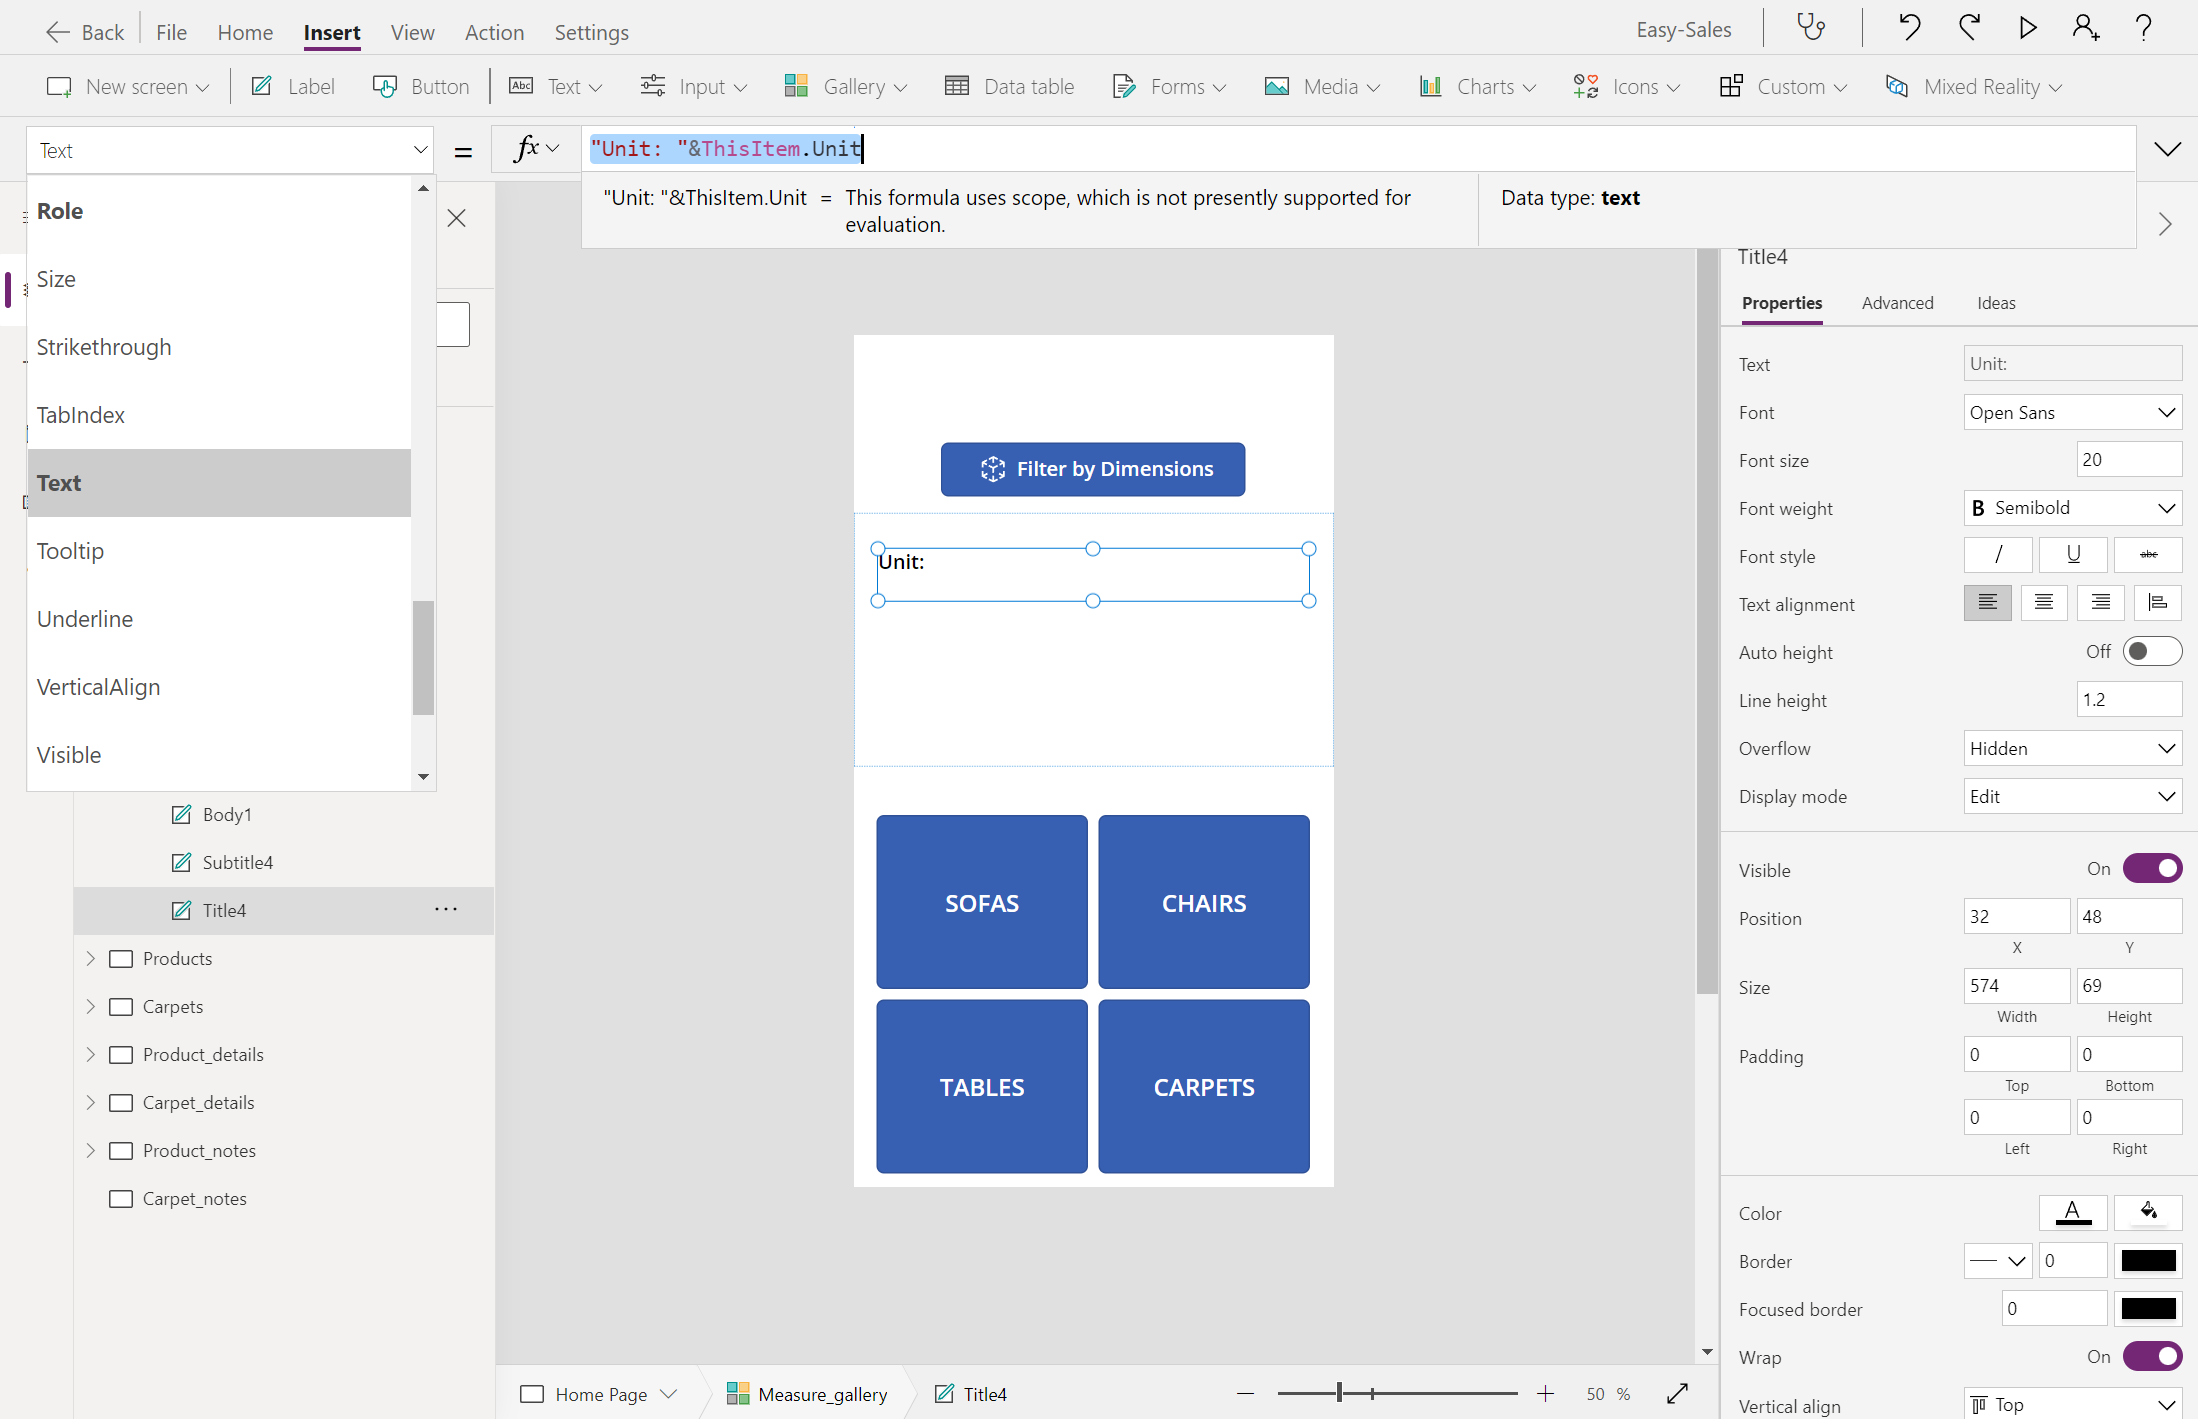 Back File Home Insert View Action Settings Easy-Sales
New screen Label Button Abc Text Input Gallery Data table Forms Media Charts Icons Custom Mixed Reality
Text = fx "Unit: "&ThisItem.Unit
"Unit: "&ThisItem.Unit = This formula uses scope, which is not presently supported for evaluation. Data type: text
Role
Size
Strikethrough
TabIndex
Text
Tooltip
Underline
VerticalAlign
Visible
Body1
Subtitle4
Title4 ...
Products
Carpets
Product_details
Carpet_details
Product_notes
Carpet_notes
Filter by Dimensions
Unit:
SOFAS CHAIRS
TABLES CARPETS
Home Page Measure_gallery Title4 50 %
Title4
Properties Advanced Ideas
Text Unit:
Font Open Sans
Font size 20
Font weight B Semibold
Font style / U abc
Text alignment
Auto height Off
Line height 1.2
Overflow Hidden
Display mode Edit
Visible On
Position 32 48
X Y
Size 574 69
Width Height
Padding 0 0
Top Bottom
0 0
Left Right
Color A
Border 0
Focused border 0
Wrap On
Vertical align Top